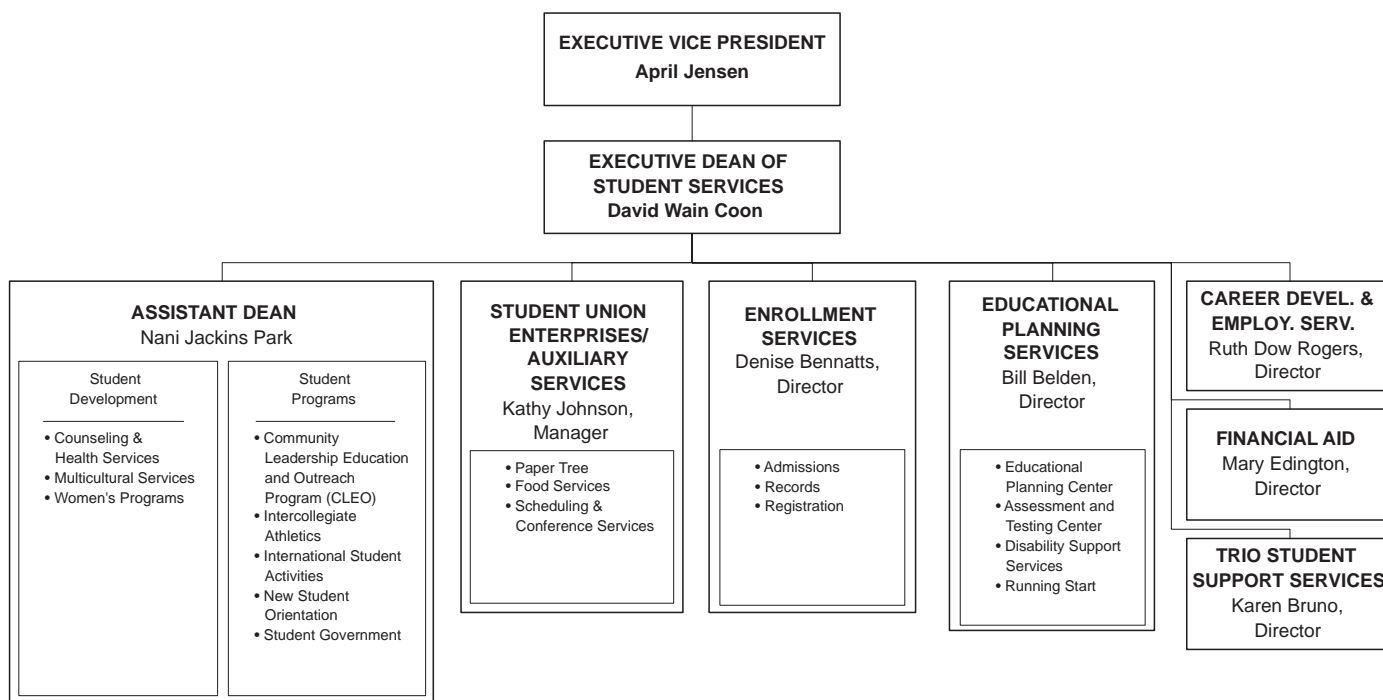 EXECUTIVE VICE PRESIDENT
April Jensen
EXECUTIVE DEAN OF
STUDENT SERVICES
David Wain Coon
ASSISTANT DEAN
Nani Jackins Park
Student
Development
• Counseling &
Health Services
• Multicultural Services
• Women's Programs
Student
Programs
• Community
Leadership Education
and Outreach
Program (CLEO)
• Intercollegiate
Athletics
• International Student
Activities
• New Student
Orientation
• Student Government
STUDENT UNION
ENTERPRISES/
AUXILIARY
SERVICES
Kathy Johnson,
Manager
• Paper Tree
• Food Services
• Scheduling &
Conference Services
ENROLLMENT
SERVICES
Denise Bennatts,
Director
• Admissions
• Records
• Registration
EDUCATIONAL
PLANNING
SERVICES
Bill Belden,
Director
• Educational
Planning Center
• Assessment and
Testing Center
• Disability Support
Services
• Running Start
CAREER DEVEL. &
EMPLOY. SERV.
Ruth Dow Rogers,
Director
FINANCIAL AID
Mary Edington,
Director
TRIO STUDENT
SUPPORT SERVICES
Karen Bruno,
Director